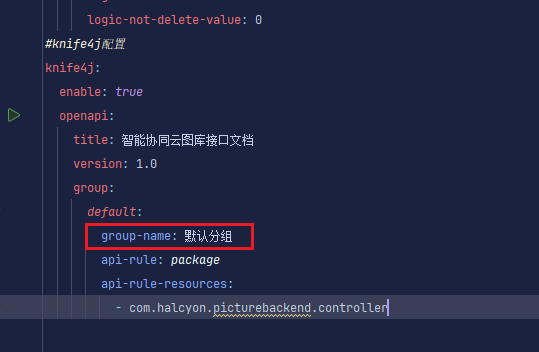 logic-not-delete-value: 0
#knife4j配置
knife4j:
enable: true
openapi:
title: 智能协同云图库接口文档
version: 1.0
group:
default:
group-name: 默认分组
api-rule: package
api-rule-resources:
- com.halcyon.picturebackend.controller